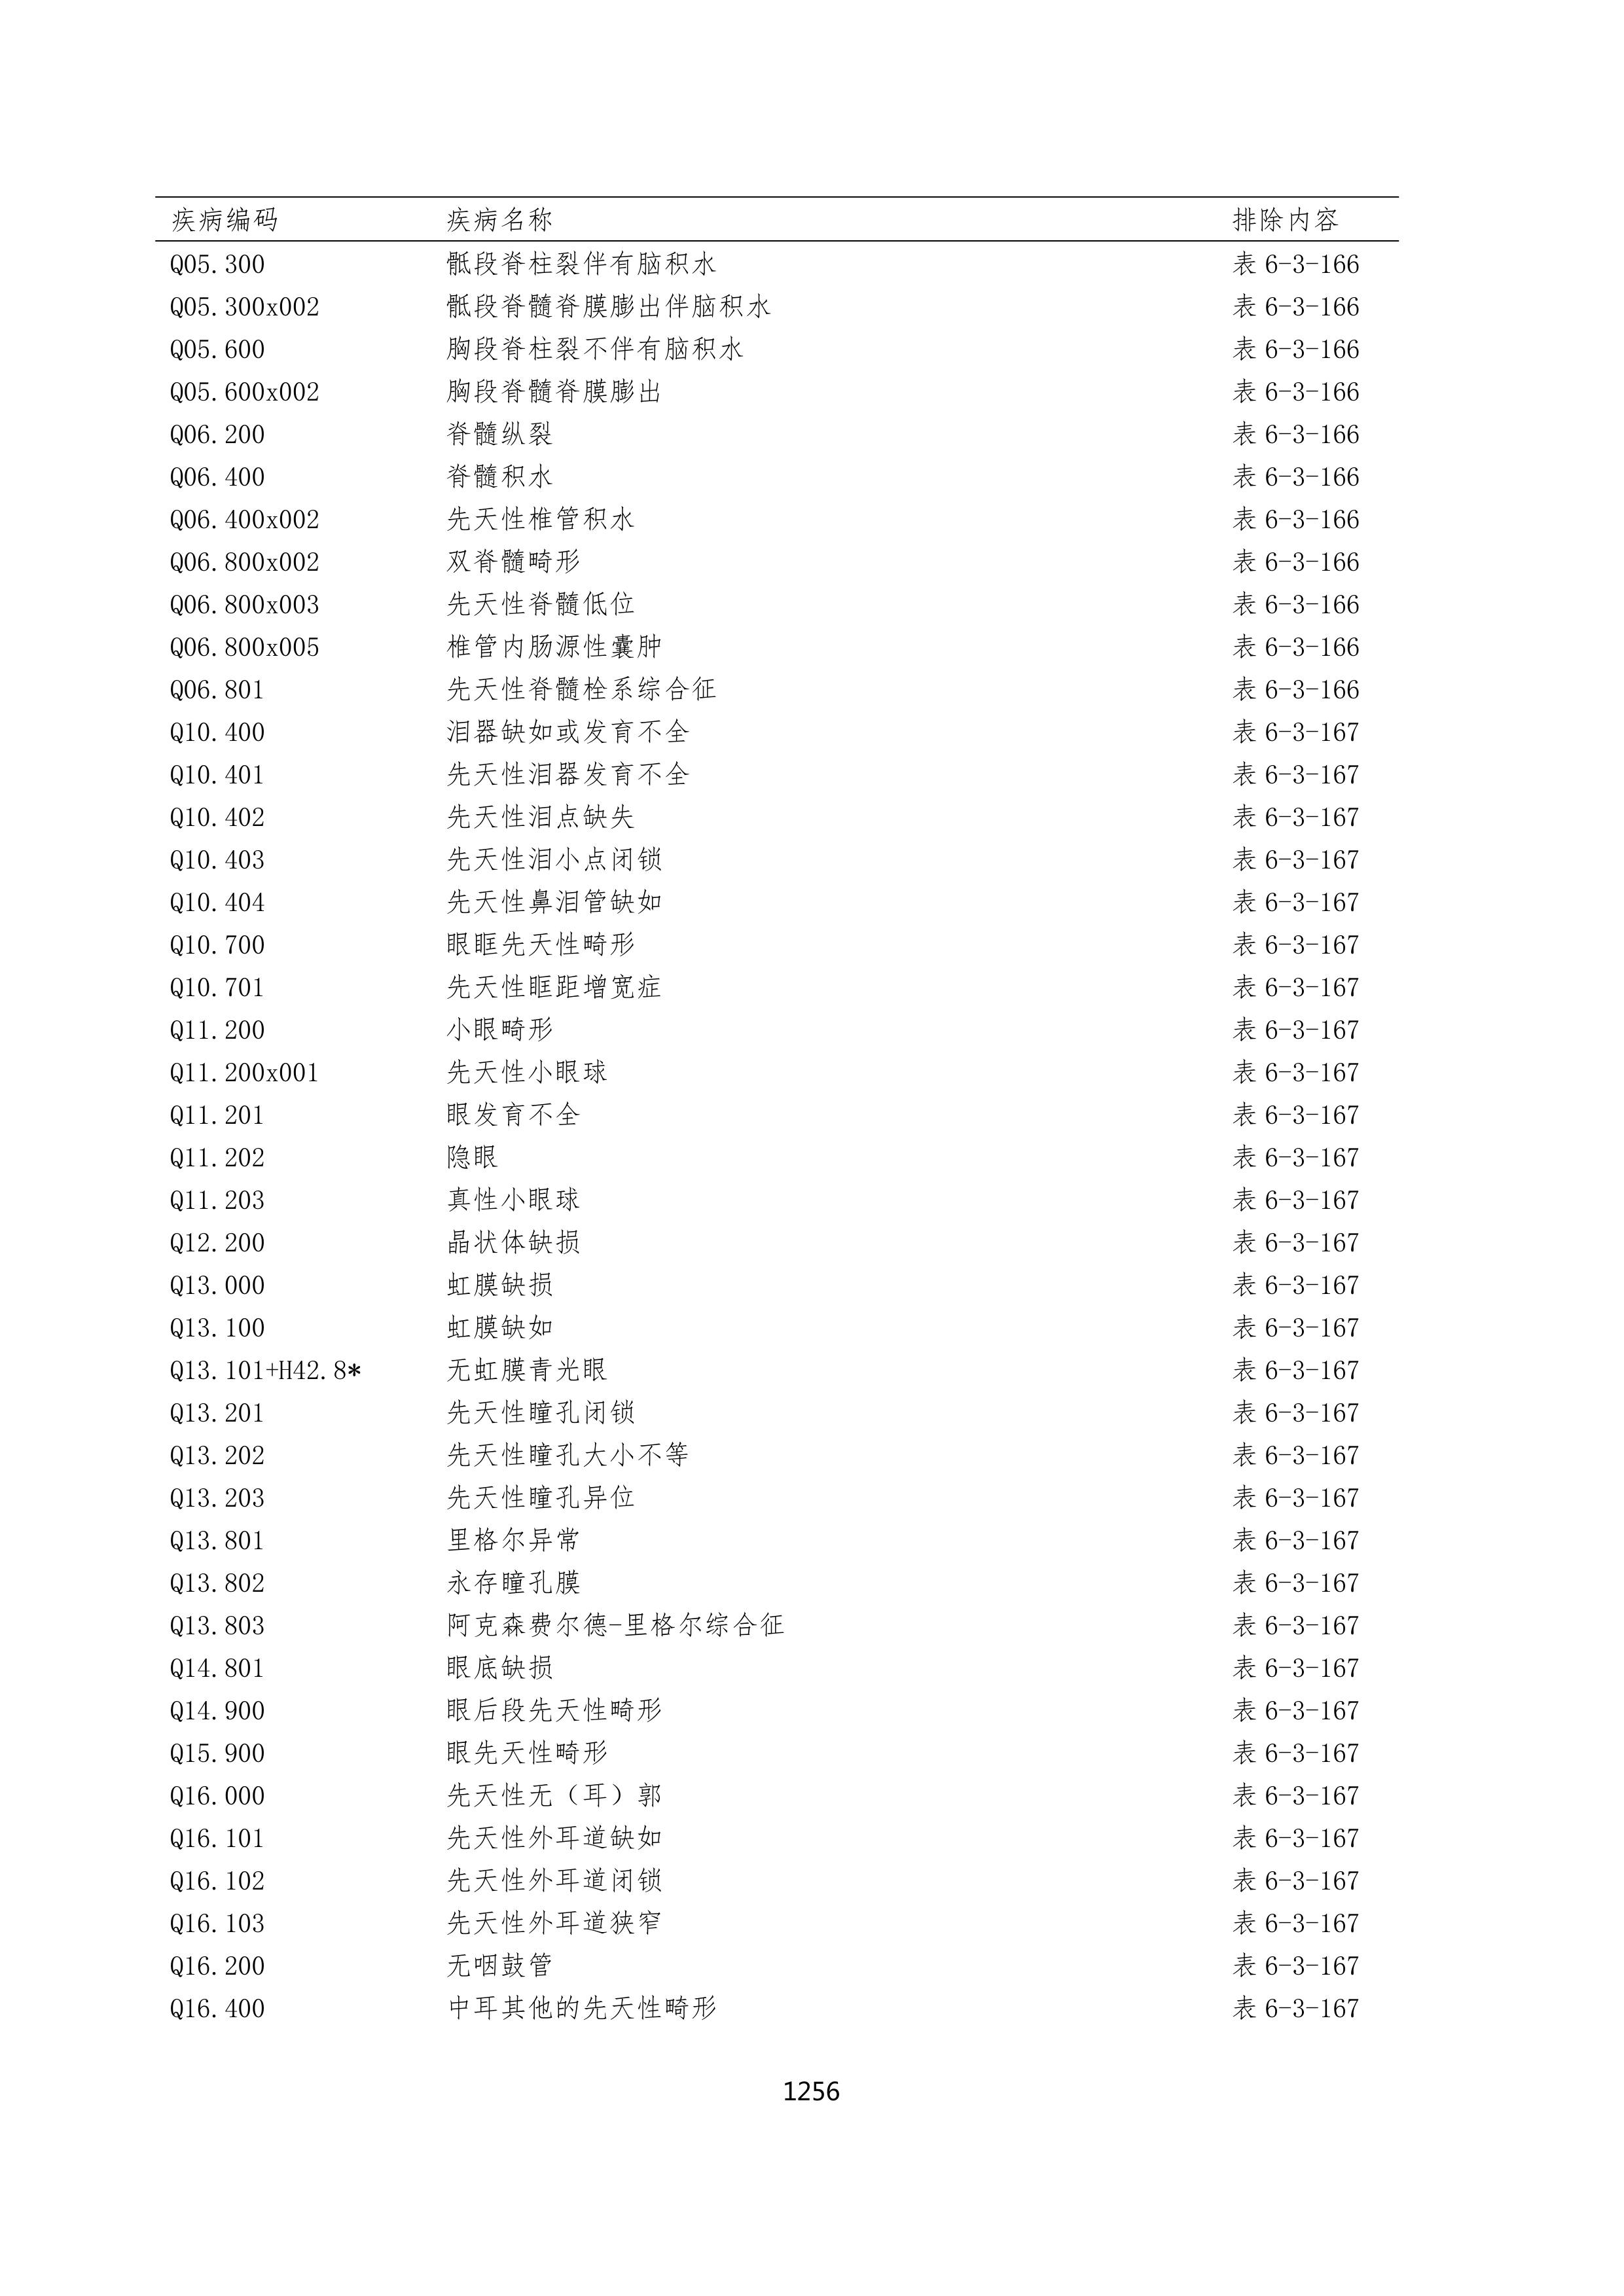 疾病编码 疾病名称 排除内容
Q05.300 骶段脊柱裂伴有脑积水 表 6-3-166
Q05.300x002 骶段脊髓脊膜膨出伴脑积水 表 6-3-166
Q05.600 胸段脊柱裂不伴有脑积水 表 6-3-166
Q05.600x002 胸段脊髓脊膜膨出 表 6-3-166
Q06.200 脊髓纵裂 表 6-3-166
Q06.400 脊髓积水 表 6-3-166
Q06.400x002 先天性椎管积水 表 6-3-166
Q06.800x002 双脊髓畸形 表 6-3-166
Q06.800x003 先天性脊髓低位 表 6-3-166
Q06.800x005 椎管内肠源性囊肿 表 6-3-166
Q06.801 先天性脊髓栓系综合征 表 6-3-166
Q10.400 泪器缺如或发育不全 表 6-3-167
Q10.401 先天性泪器发育不全 表 6-3-167
Q10.402 先天性泪点缺失 表 6-3-167
Q10.403 先天性泪小点闭锁 表 6-3-167
Q10.404 先天性鼻泪管缺如 表 6-3-167
Q10.700 眼眶先天性畸形 表 6-3-167
Q10.701 先天性眶距增宽症 表 6-3-167
Q11.200 小眼畸形 表 6-3-167
Q11.200x001 先天性小眼球 表 6-3-167
Q11.201 眼发育不全 表 6-3-167
Q11.202 隐眼 表 6-3-167
Q11.203 真性小眼球 表 6-3-167
Q12.200 晶状体缺损 表 6-3-167
Q13.000 虹膜缺损 表 6-3-167
Q13.100 虹膜缺如 表 6-3-167
Q13.101+H42.8* 无虹膜青光眼 表 6-3-167
Q13.201 先天性瞳孔闭锁 表 6-3-167
Q13.202 先天性瞳孔大小不等 表 6-3-167
Q13.203 先天性瞳孔异位 表 6-3-167
Q13.801 里格尔异常 表 6-3-167
Q13.802 永存瞳孔膜 表 6-3-167
Q13.803 阿克森费尔德-里格尔综合征 表 6-3-167
Q14.801 眼底缺损 表 6-3-167
Q14.900 眼后段先天性畸形 表 6-3-167
Q15.900 眼先天性畸形 表 6-3-167
Q16.000 先天性无（耳）郭 表 6-3-167
Q16.101 先天性外耳道缺如 表 6-3-167
Q16.102 先天性外耳道闭锁 表 6-3-167
Q16.103 先天性外耳道狭窄 表 6-3-167
Q16.200 无咽鼓管 表 6-3-167
Q16.400 中耳其他的先天性畸形 表 6-3-167
1256